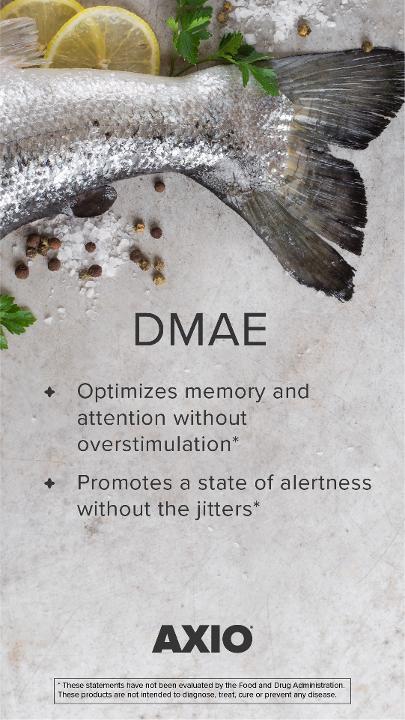 DMAE
✦ Optimizes memory and
attention without
overstimulation*
✦ Promotes a state of alertness
without the jitters*
AXIO®
* These statements have not been evaluated by the Food and Drug Administration.
These products are not intended to diagnose, treat, cure or prevent any disease.